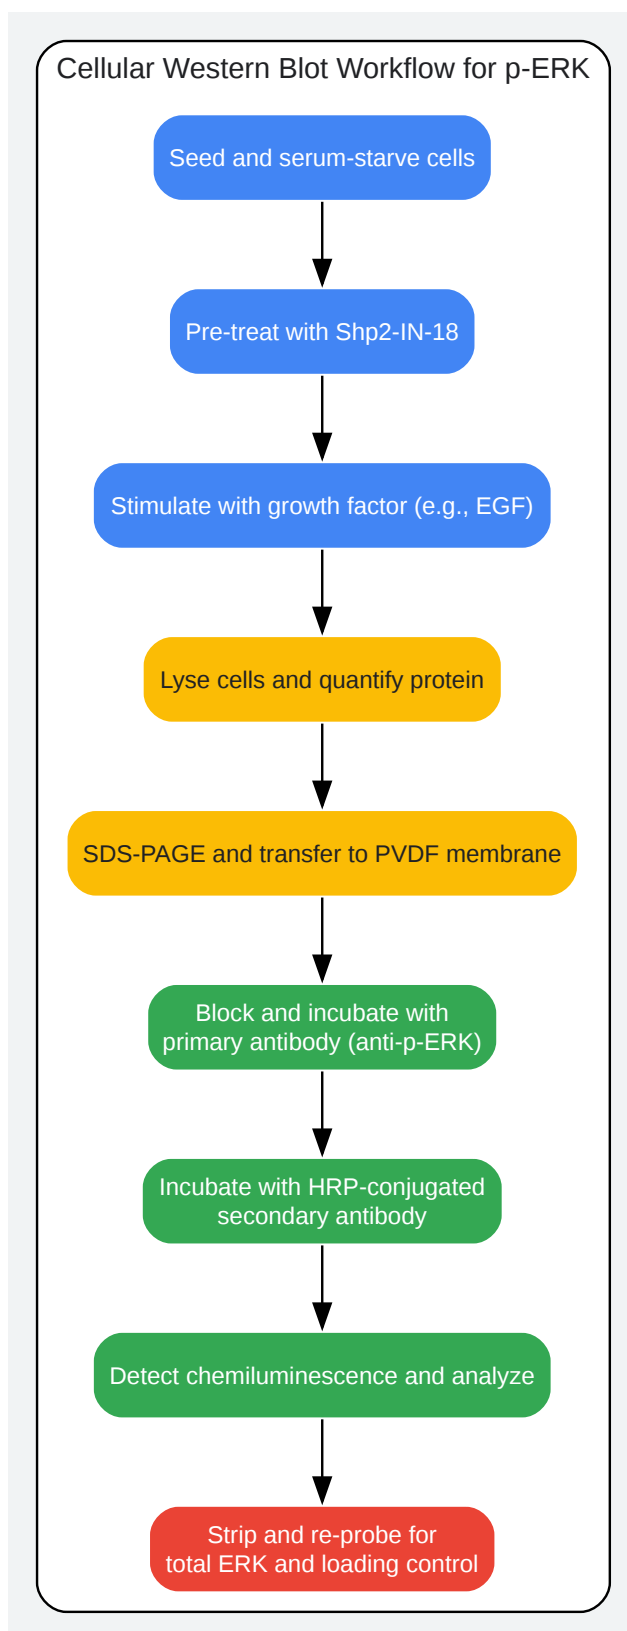 Cellular Western Blot Workflow for p-ERK
Seed and serum-starve cells
Pre-treat with Shp2-IN-18
Stimulate with growth factor (e.g., EGF)
Lyse cells and quantify protein
SDS-PAGE and transfer to PVDF membrane
Block and incubate with
primary antibody (anti-p-ERK)
Incubate with HRP-conjugated
secondary antibody
Detect chemiluminescence and analyze
Strip and re-probe for
total ERK and loading control